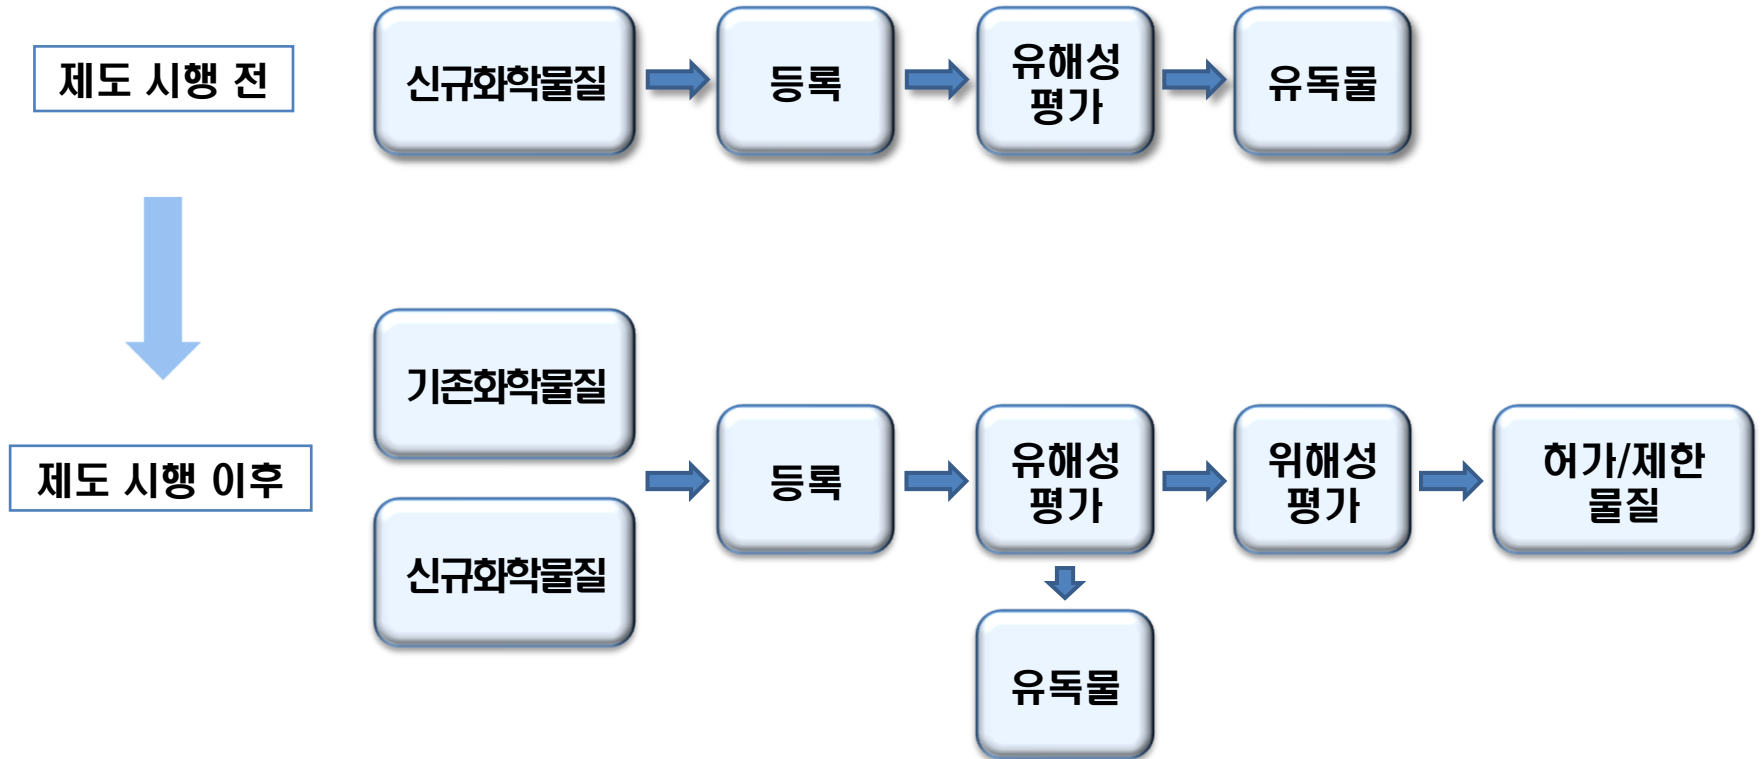 제도 시행 전
신규화학물질
등록
유해성
평가
유독물
제도 시행 이후
기존화학물질
신규화학물질
등록
유해성
평가
위해성
평가
허가/제한
물질
유독물